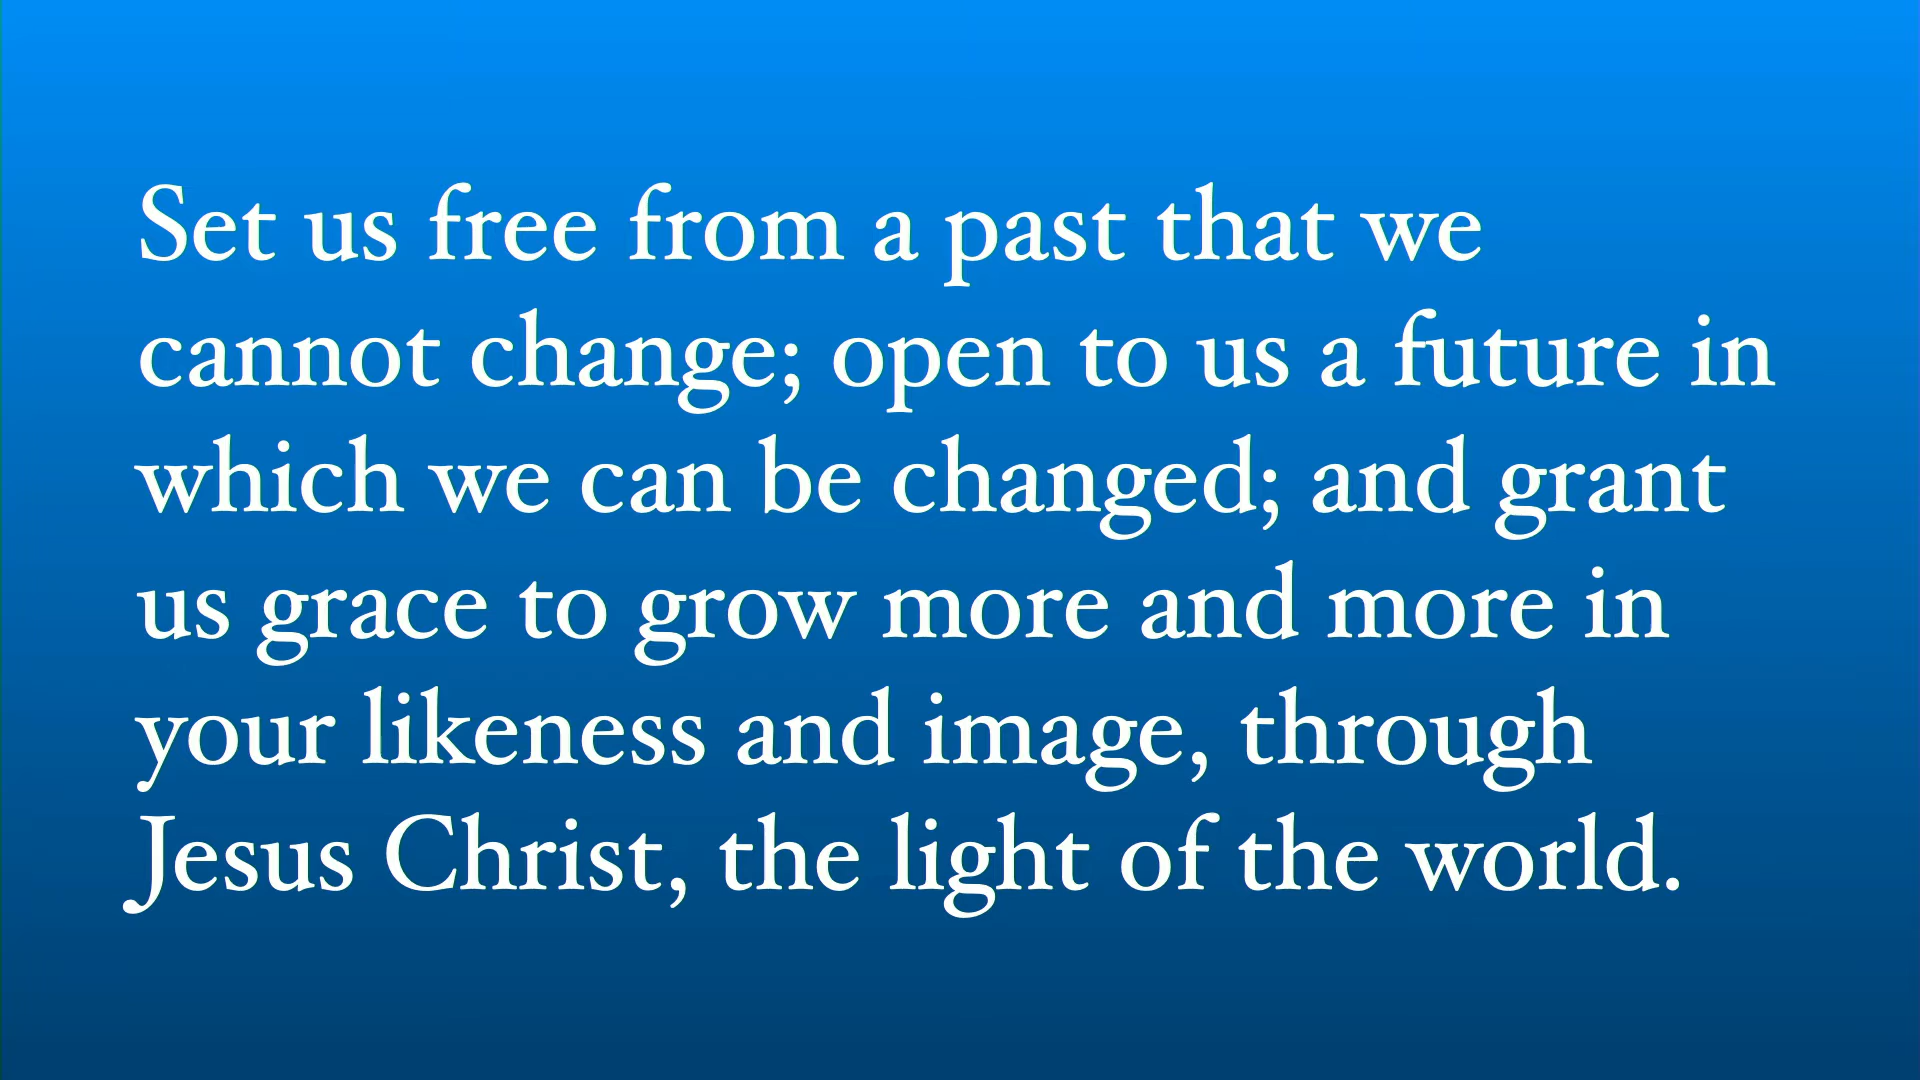 Set us free from a past that we
cannot change; open to us a future in
which we can be changed; and grant
us grace to grow more and more in
your likeness and image, through
Jesus Christ, the light of the world.